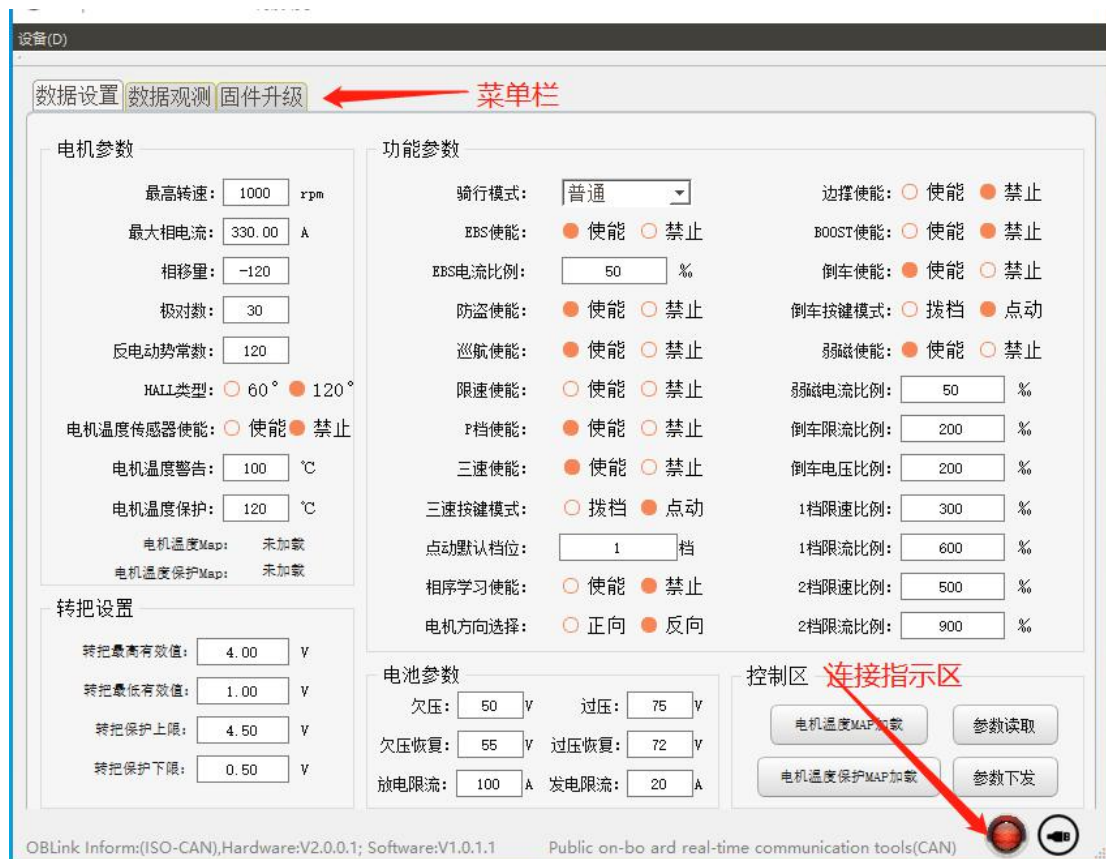 设备(D)
数据设置 数据观测 固件升级 菜单栏
电机参数
最高转速: 1000 rpm
最大相电流: 330.00 A
相移量: -120
极对数: 30
反电动势常数: 120
HALL类型: 60° 120°
电机温度传感器使能: 使能 禁止
电机温度警告: 100 ℃
电机温度保护: 120 ℃
电机温度Map: 未加载
电机温度保护Map: 未加载
转把设置
转把最高有效值: 4.00 V
转把最低有效值: 1.00 V
转把保护上限: 4.50 V
转把保护下限: 0.50 V
功能参数
骑行模式: 普通
EBS使能: 使能 禁止
EBS电流比例: 50 ‰
防盗使能: 使能 禁止
巡航使能: 使能 禁止
限速使能: 使能 禁止
P档使能: 使能 禁止
三速使能: 使能 禁止
三速按键模式: 拨档 点动
点动默认档位: 1 档
相序学习使能: 使能 禁止
电机方向选择: 正向 反向
边撑使能: 使能 禁止
BOOST使能: 使能 禁止
倒车使能: 使能 禁止
倒车按键模式: 拨档 点动
弱磁使能: 使能 禁止
弱磁电流比例: 50 ‰
倒车限流比例: 200 ‰
倒车电压比例: 200 ‰
1档限速比例: 300 ‰
1档限流比例: 600 ‰
2档限速比例: 500 ‰
2档限流比例: 900 ‰
电池参数
欠压: 50 V 过压: 75 V
欠压恢复: 55 V 过压恢复: 72 V
放电限流: 100 A 发电限流: 20 A
控制区 连接指示区
电机温度MAP加载 参数读取
电机温度保护MAP加载 参数下发
OBLink Inform:(ISO-CAN),Hardware:V2.0.0.1; Software:V1.0.1.1 Public on-bo ard real-time communication tools(CAN)